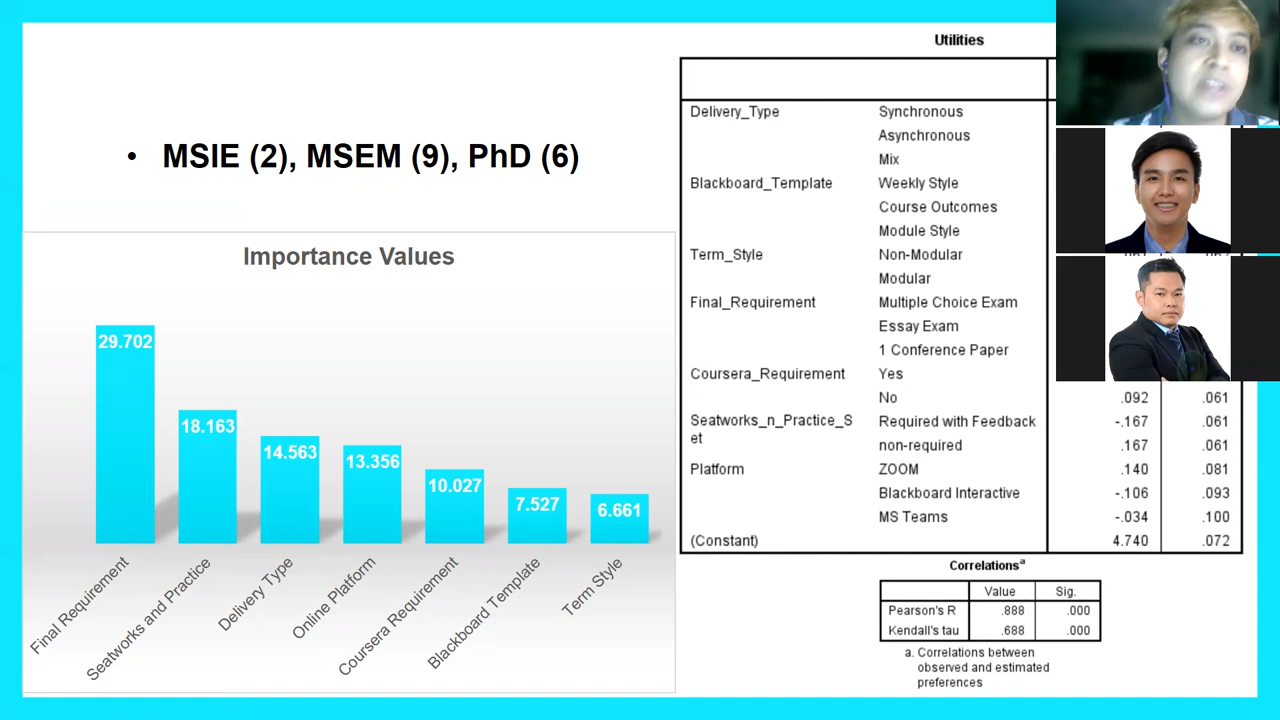 • MSIE (2), MSEM (9), PhD (6)
Importance Values
29.702
18.163
14.563
13.356
10.027
7.527
6.661
Final Requirement
Seatworks and Practice
Delivery Type
Online Platform
Coursera Requirement
Blackboard Template
Term Style
Utilities
Delivery_Type Synchronous
Asynchronous
Mix
Blackboard_Template Weekly Style
Course Outcomes
Module Style
Term_Style Non-Modular
Modular
Final_Requirement Multiple Choice Exam
Essay Exam
1 Conference Paper
Coursera_Requirement Yes
No .092 .061
Seatworks_n_Practice_S Required with Feedback -.167 .061
et non-required .167 .061
Platform ZOOM .140 .081
Blackboard Interactive -.106 .093
MS Teams -.034 .100
(Constant) 4.740 .072
Correlationsᵃ
Value Sig.
Pearson's R .888 .000
Kendall's tau .688 .000
a. Correlations between
observed and estimated
preferences